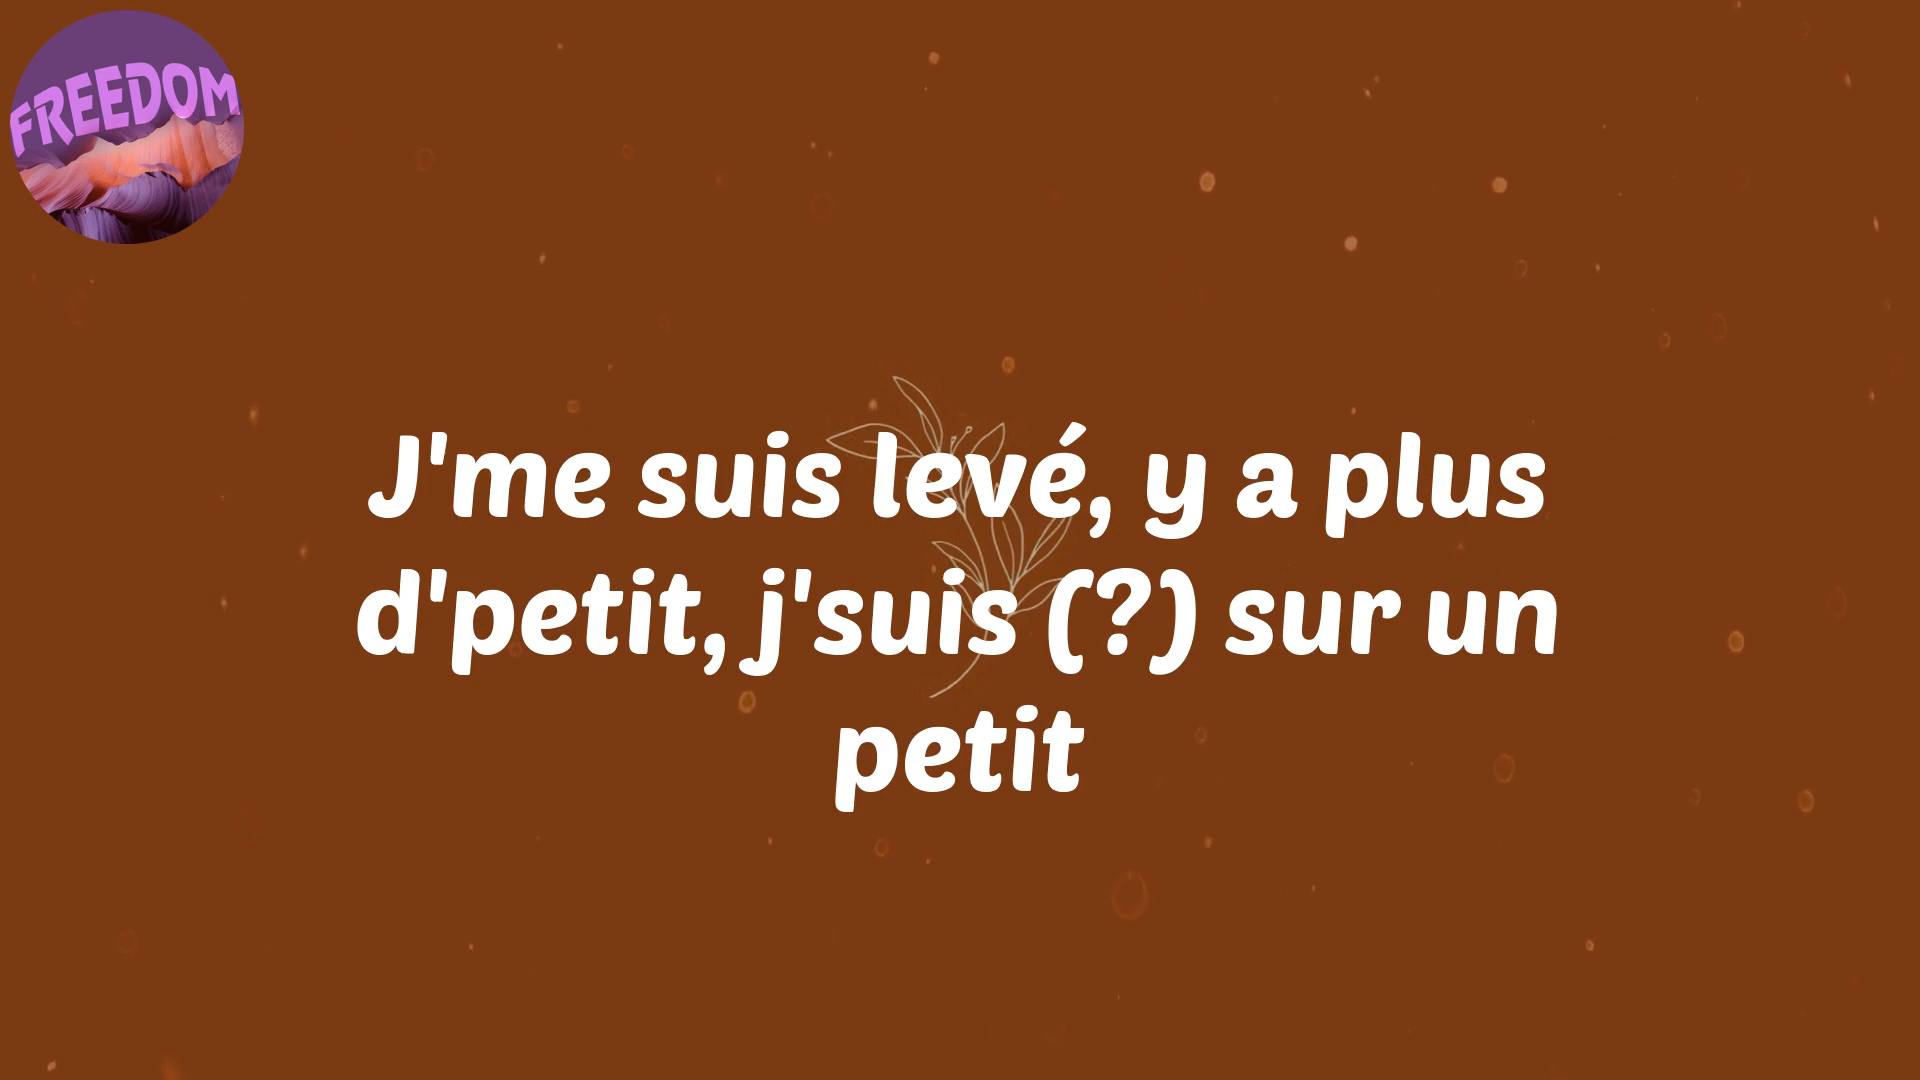 FREEDOM
J'me suis levé, y a plus
d'petit, j'suis (?) sur un
petit